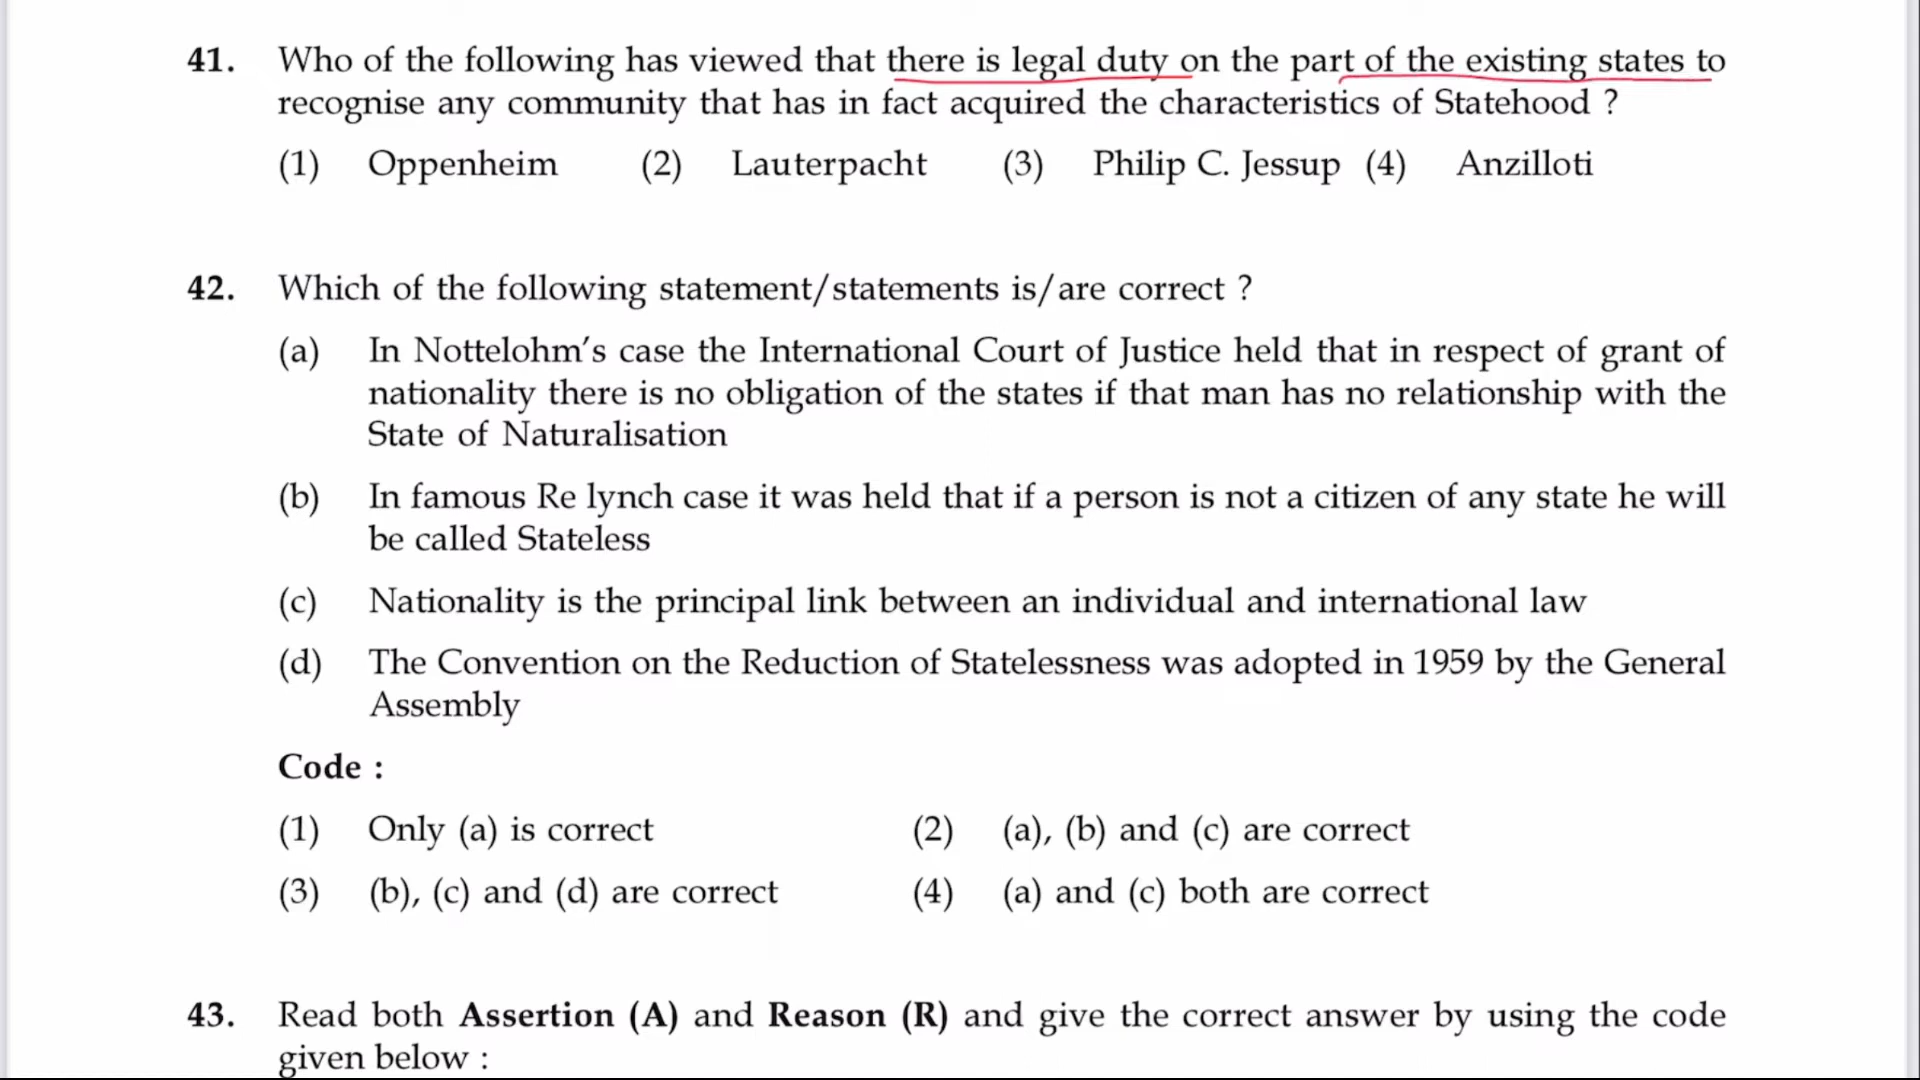 41. Who of the following has viewed that there is legal duty on the part of the existing states to
recognise any community that has in fact acquired the characteristics of Statehood ?
(1) Oppenheim (2) Lauterpacht (3) Philip C. Jessup (4) Anzilloti
42. Which of the following statement/statements is/are correct ?
(a) In Nottelohm's case the International Court of Justice held that in respect of grant of
nationality there is no obligation of the states if that man has no relationship with the
State of Naturalisation
(b) In famous Re lynch case it was held that if a person is not a citizen of any state he will
be called Stateless
(c) Nationality is the principal link between an individual and international law
(d) The Convention on the Reduction of Statelessness was adopted in 1959 by the General
Assembly
Code :
(1) Only (a) is correct (2) (a), (b) and (c) are correct
(3) (b), (c) and (d) are correct (4) (a) and (c) both are correct
43. Read both Assertion (A) and Reason (R) and give the correct answer by using the code
given below :